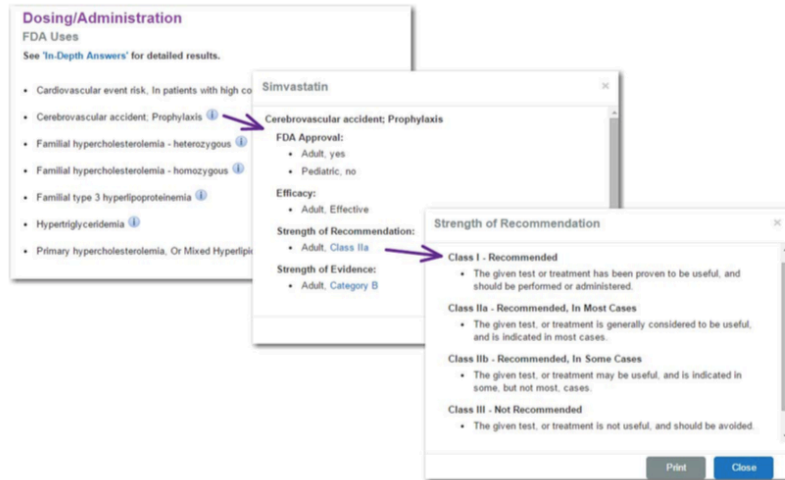 Dosing/Administration
FDA Uses
See 'In-Depth Answers' for detailed results.
• Cardiovascular event risk, In patients with high co
• Cerebrovascular accident; Prophylaxis
• Familial hypercholesterolemia - heterozygous
• Familial hypercholesterolemia - homozygous
• Familial type 3 hyperlipoproteinemia
• Hypertriglyceridemia
• Primary hypercholesterolemia, Or Mixed Hyperlipid
Simvastatin
Cerebrovascular accident; Prophylaxis
FDA Approval:
• Adult, yes
• Pediatric, no
Efficacy:
• Adult, Effective
Strength of Recommendation:
• Adult, Class IIa
Strength of Evidence:
• Adult, Category B
Strength of Recommendation
Class I - Recommended
• The given test or treatment has been proven to be useful, and
should be performed or administered.
Class IIa - Recommended, In Most Cases
• The given test, or treatment is generally considered to be useful,
and is indicated in most cases.
Class IIb - Recommended, In Some Cases
• The given test, or treatment may be useful, and is indicated in
some, but not most, cases.
Class III - Not Recommended
• The given test, or treatment is not useful, and should be avoided.
Print
Close